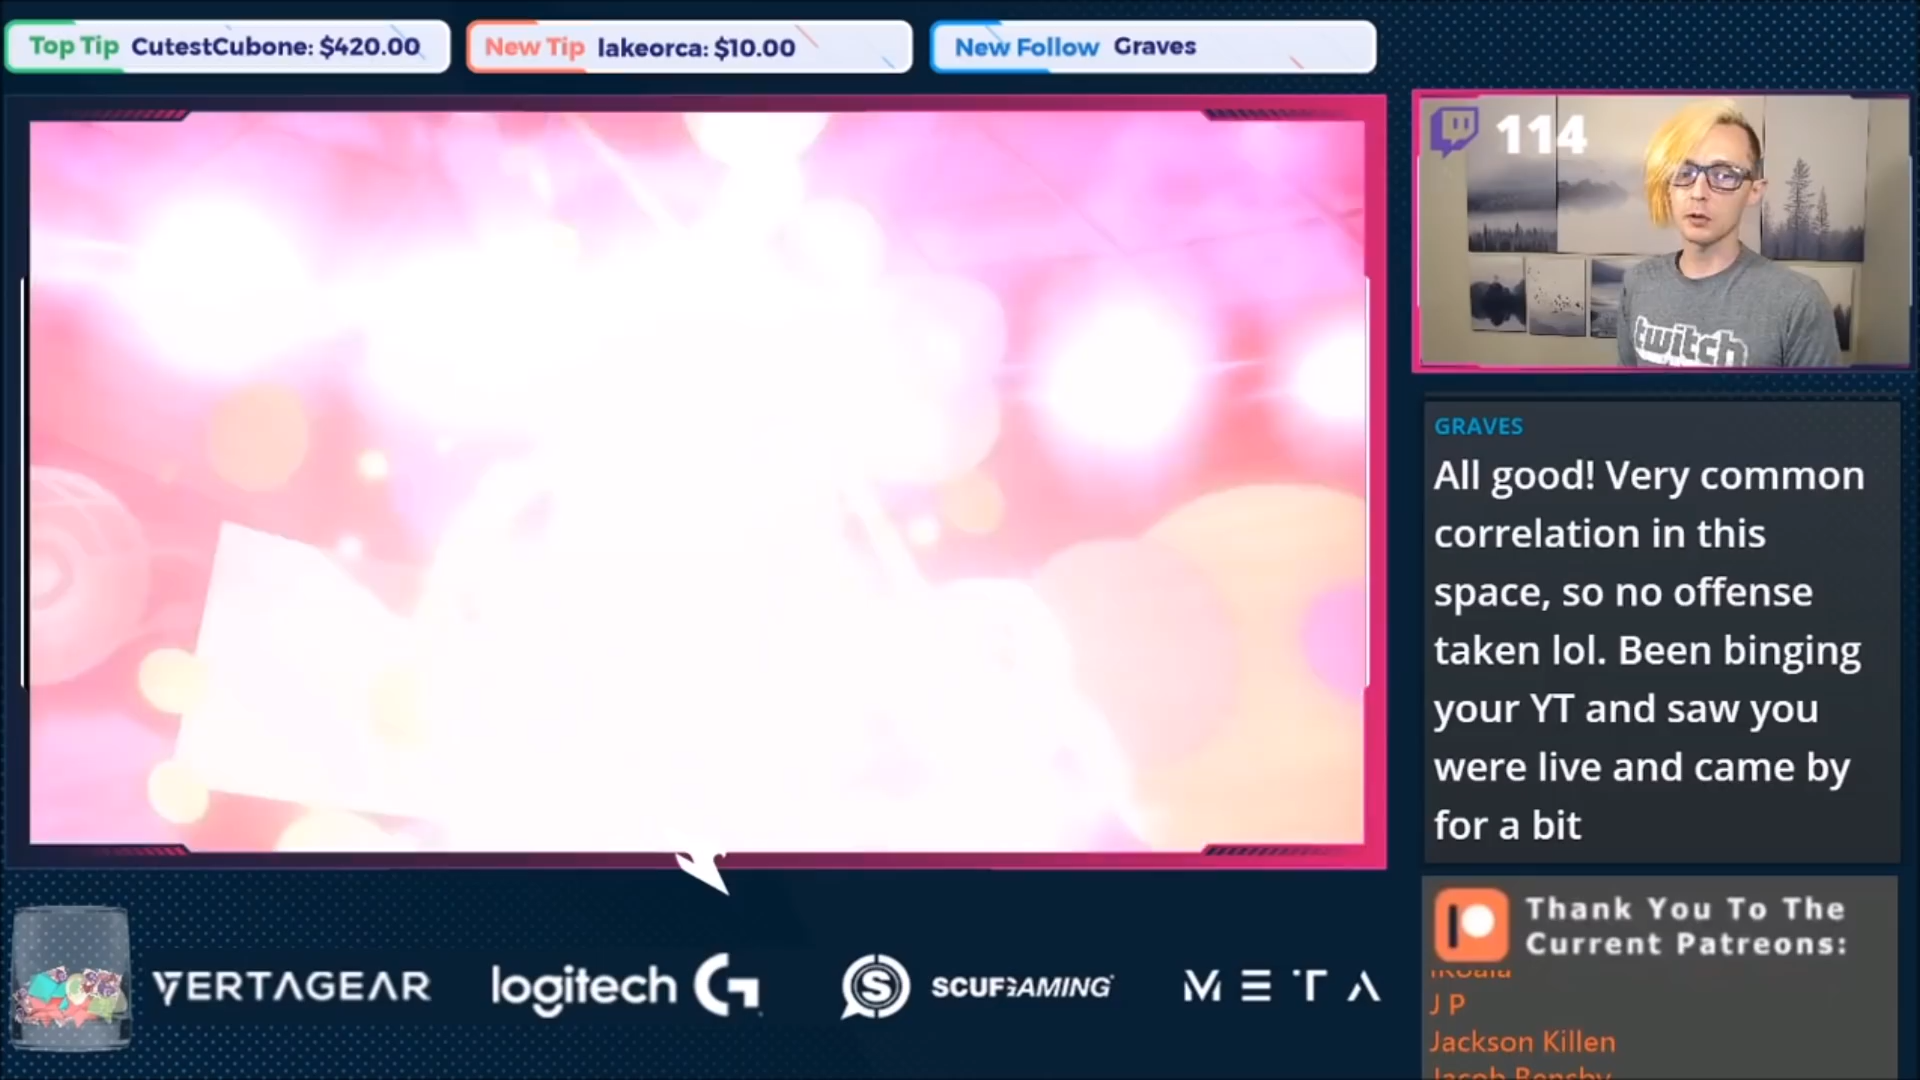 Top Tip CutestCubone: $420.00
New Tip lakeorca: $10.00
New Follow Graves
114
twitch
GRAVES
All good! Very common
correlation in this
space, so no offense
taken lol. Been binging
your YT and saw you
were live and came by
for a bit
Thank You To The
Current Patreons:
J P
Jackson Killen
VERTAGEAR
logitech G
S SCUFGAMING
META